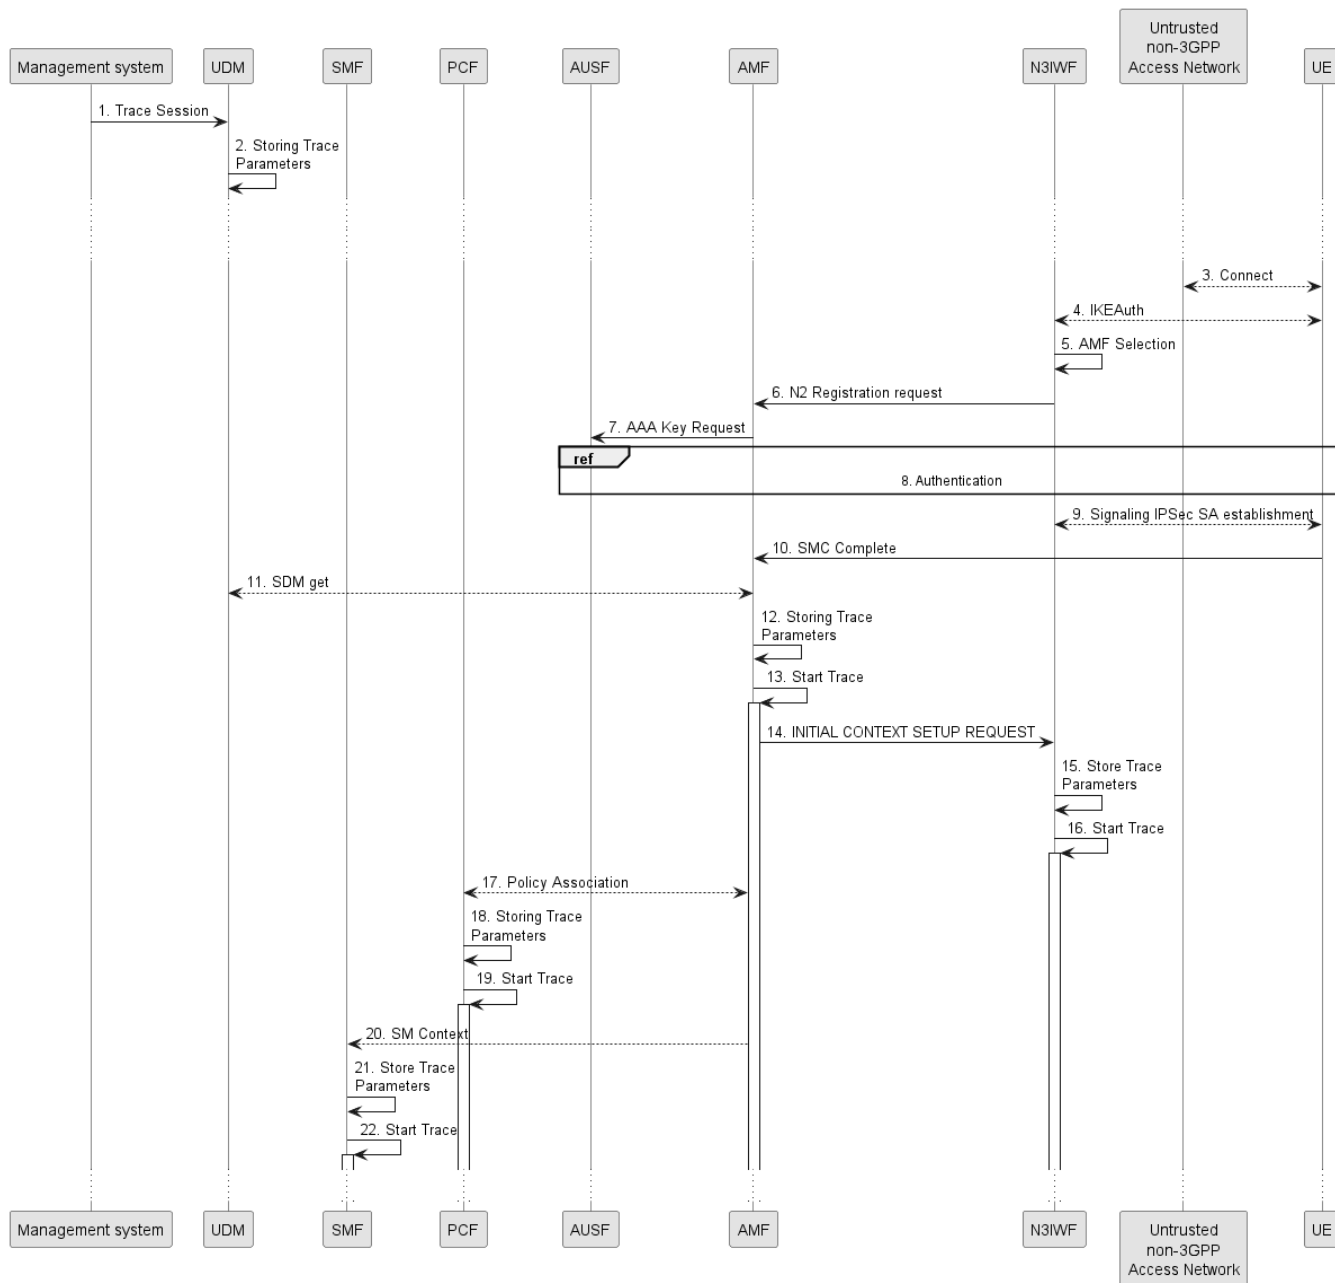 Untrusted
non-3GPP
Access Network
Management system
UDM
SMF
PCF
AUSF
AMF
N3IWF
UE
1. Trace Session
2. Storing Trace
Parameters
3. Connect
4. IKEAuth
5. AMF Selection
6. N2 Registration request
7. AAA Key Request
ref
8. Authentication
9. Signaling IPSec SA establishment
10. SMC Complete
11. SDM get
12. Storing Trace
Parameters
13. Start Trace
14. INITIAL CONTEXT SETUP REQUEST
15. Store Trace
Parameters
16. Start Trace
17. Policy Association
18. Storing Trace
Parameters
19. Start Trace
20. SM Context
21. Store Trace
Parameters
22. Start Trace
Management system
UDM
SMF
PCF
AUSF
AMF
N3IWF
Untrusted
non-3GPP
Access Network
UE